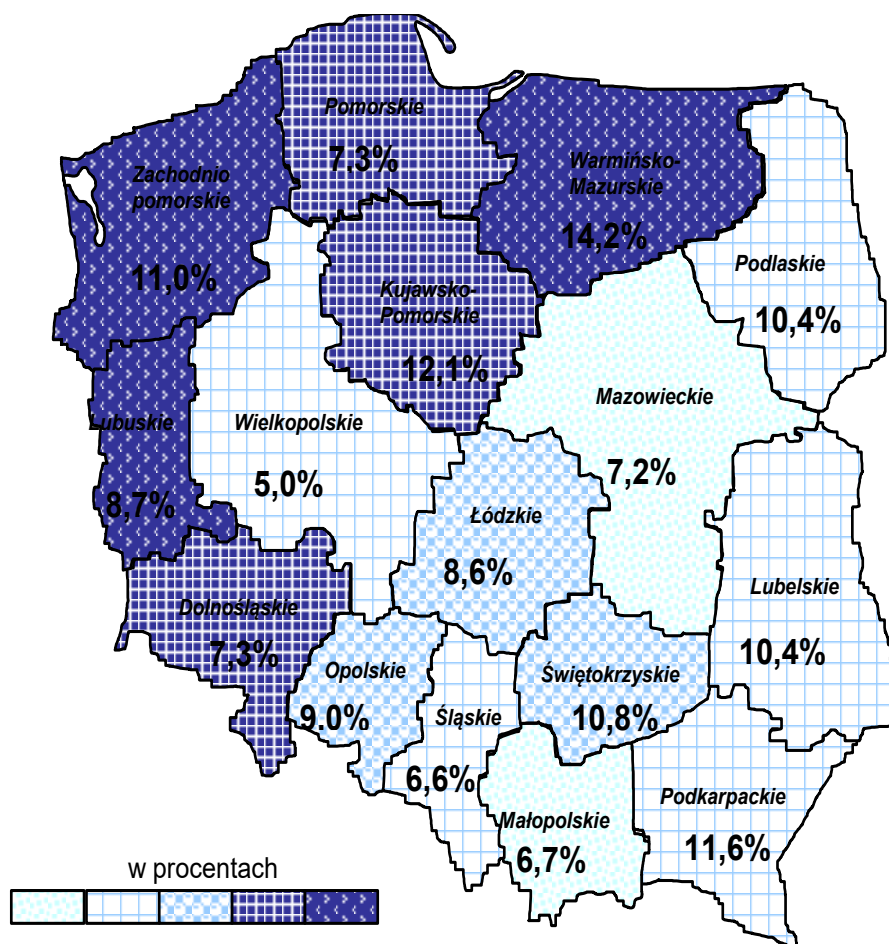 Pomorskie
7,3%
Zachodnio
pomorskie
11,0%
Warmińsko-
Mazurskie
14,2%
Podlaskie
10,4%
Kujawsko-
Pomorskie
12,1%
Mazowieckie
7,2%
Lubuskie
8,7%
Wielkopolskie
5,0%
Łódzkie
8,6%
Lubelskie
10,4%
Dolnośląskie
7,3%
Opolskie
9.0%
Śląskie
6,6%
Świętokrzyskie
10,8%
Małopolskie
6,7%
Podkarpackie
11,6%
w procentach